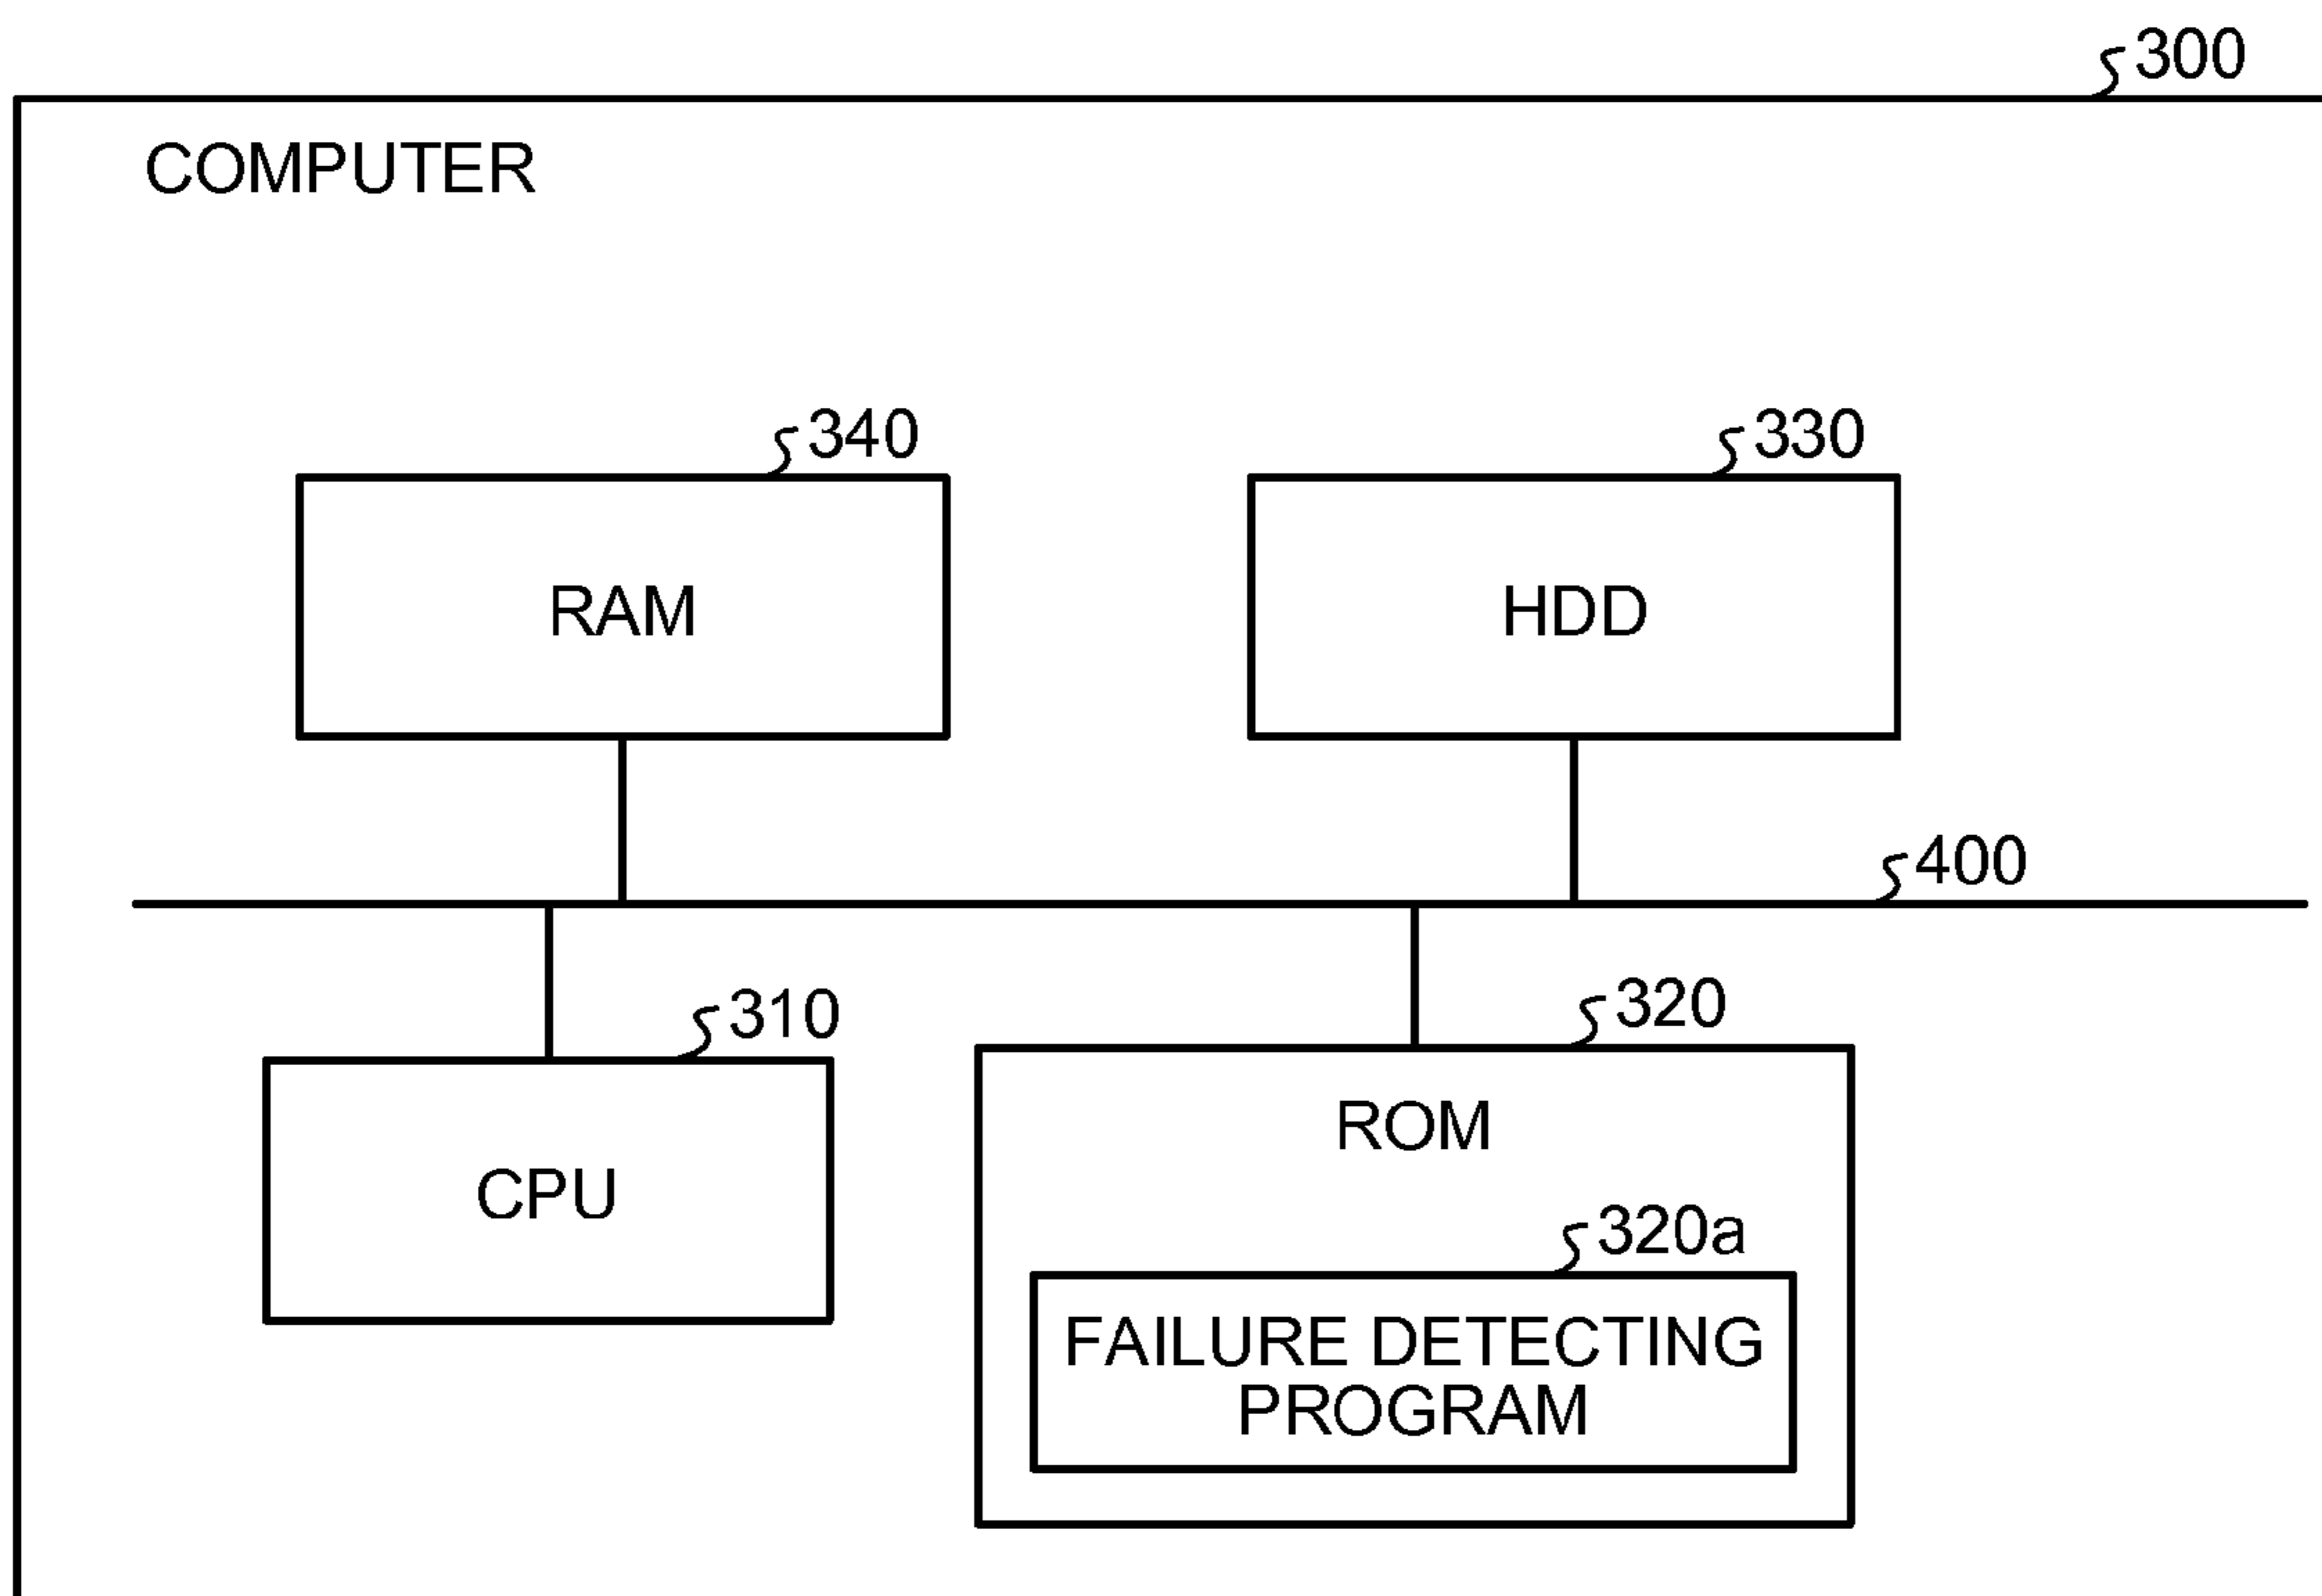 300
COMPUTER
340
330
RAM
HDD
400
310
320
CPU
ROM
320a
FAILURE DETECTING
PROGRAM